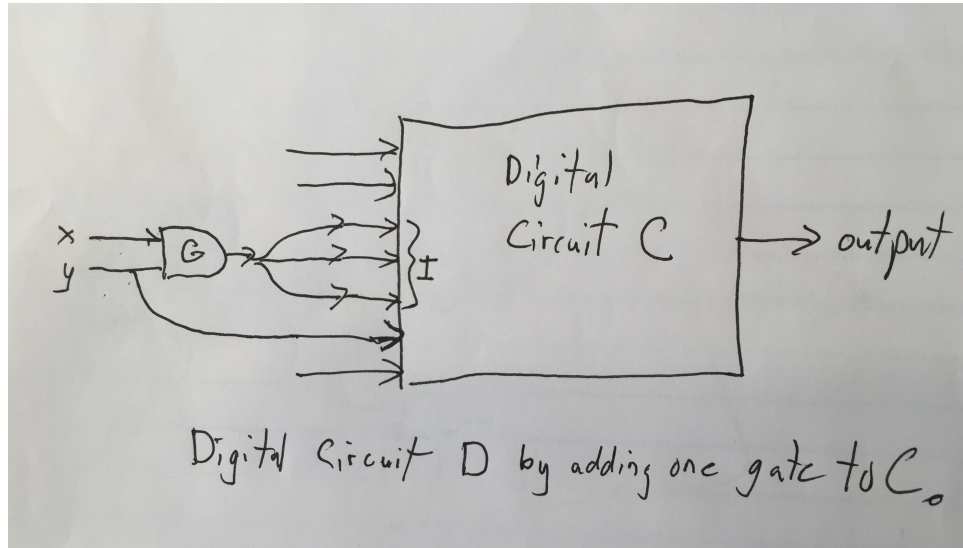 Digital
Circuit C
x
G
y
I
output
Digital Circuit D by adding one gate to C.